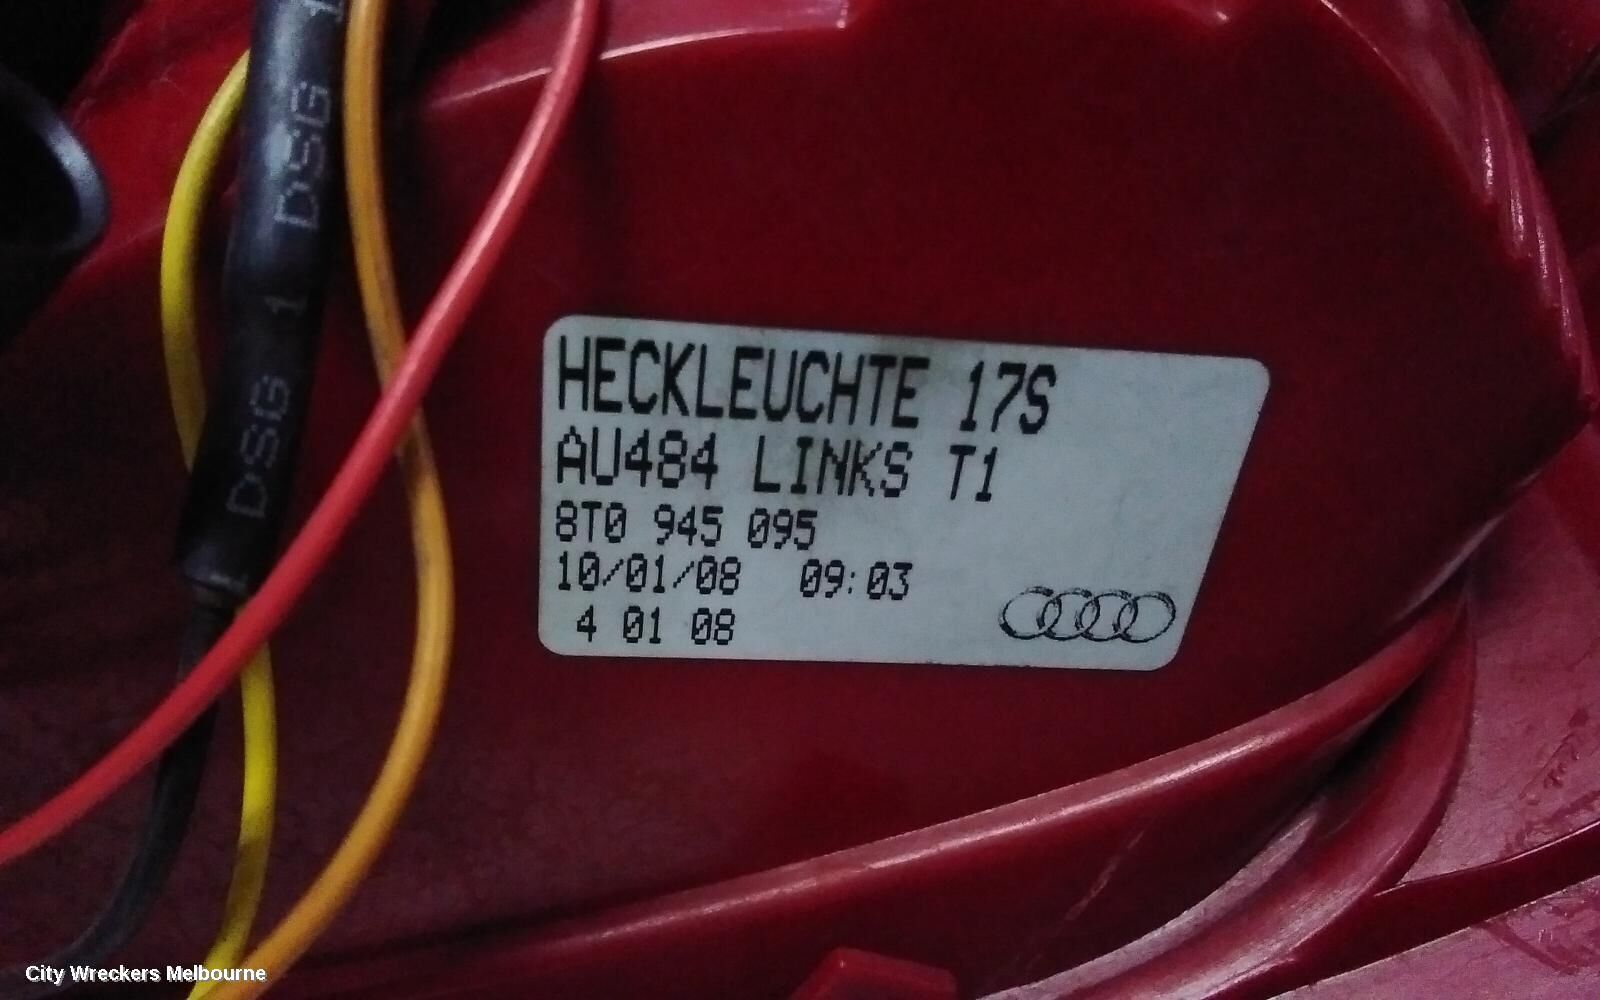 DSG 1 DSG 1
HECKLEUCHTE 17S
AU484 LINKS T1
8T0 945 095
10/01/08 09:03
4 01 08
City Wreckers Melbourne